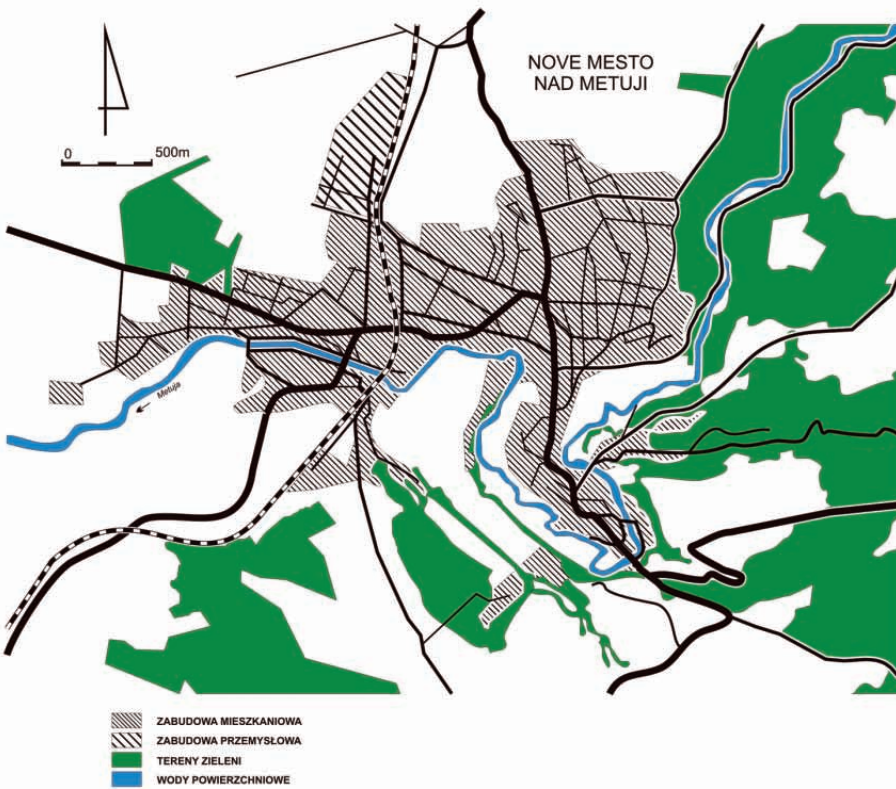 NOVE MESTO
NAD METUJI
0 500m
Metuja
ZABUDOWA MIESZKANIOWA
ZABUDOWA PRZEMYSŁOWA
TERENY ZIELENI
WODY POWIERZCHNIOWE